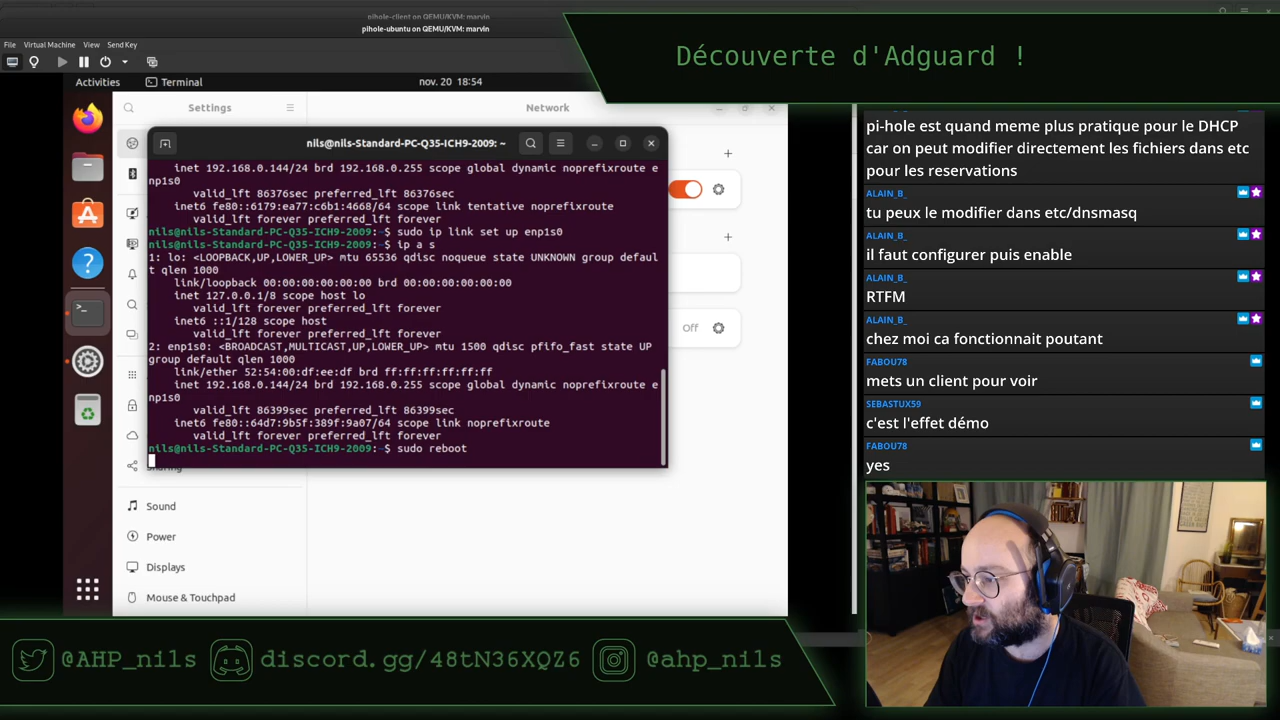 pihole-client on QEMU/KVM: marvin
pihole-ubuntu on QEMU/KVM: marvin
File Virtual Machine View Send Key
Activities Terminal nov. 20 18:54
Settings Network
nils@nils-Standard-PC-Q35-ICH9-2009: ~
inet 192.168.0.144/24 brd 192.168.0.255 scope global dynamic noprefixroute e
np1s0
valid_lft 86376sec preferred_lft 86376sec
inet6 fe80::6179:ea77:c6b1:4668/64 scope link tentative noprefixroute
valid_lft forever preferred_lft forever
nils@nils-Standard-PC-Q35-ICH9-2009:~$ sudo ip link set up enp1s0
nils@nils-Standard-PC-Q35-ICH9-2009:~$ ip a s
1: lo: <LOOPBACK,UP,LOWER_UP> mtu 65536 qdisc noqueue state UNKNOWN group defaul
t qlen 1000
link/loopback 00:00:00:00:00:00 brd 00:00:00:00:00:00
inet 127.0.0.1/8 scope host lo
valid_lft forever preferred_lft forever
inet6 ::1/128 scope host
valid_lft forever preferred_lft forever
2: enp1s0: <BROADCAST,MULTICAST,UP,LOWER_UP> mtu 1500 qdisc pfifo_fast state UP
group default qlen 1000
link/ether 52:54:00:df:ee:df brd ff:ff:ff:ff:ff:ff
inet 192.168.0.144/24 brd 192.168.0.255 scope global dynamic noprefixroute e
np1s0
valid_lft 86399sec preferred_lft 86399sec
inet6 fe80::64d7:9b5f:389f:9a07/64 scope link noprefixroute
valid_lft forever preferred_lft forever
nils@nils-Standard-PC-Q35-ICH9-2009:~$ sudo reboot
Off
Sharing
Sound
Power
Displays
Mouse & Touchpad
Découverte d'Adguard !
pi-hole est quand meme plus pratique pour le DHCP
car on peut modifier directement les fichiers dans etc
pour les reservations
ALAIN_B_
tu peux le modifier dans etc/dnsmasq
ALAIN_B_
il faut configurer puis enable
ALAIN_B_
RTFM
ALAIN_B_
chez moi ca fonctionnait poutant
FABOU78
mets un client pour voir
SEBASTUX59
c'est l'effet démo
FABOU78
yes
@AHP_nils discord.gg/48tN36XQZ6 @ahp_nils